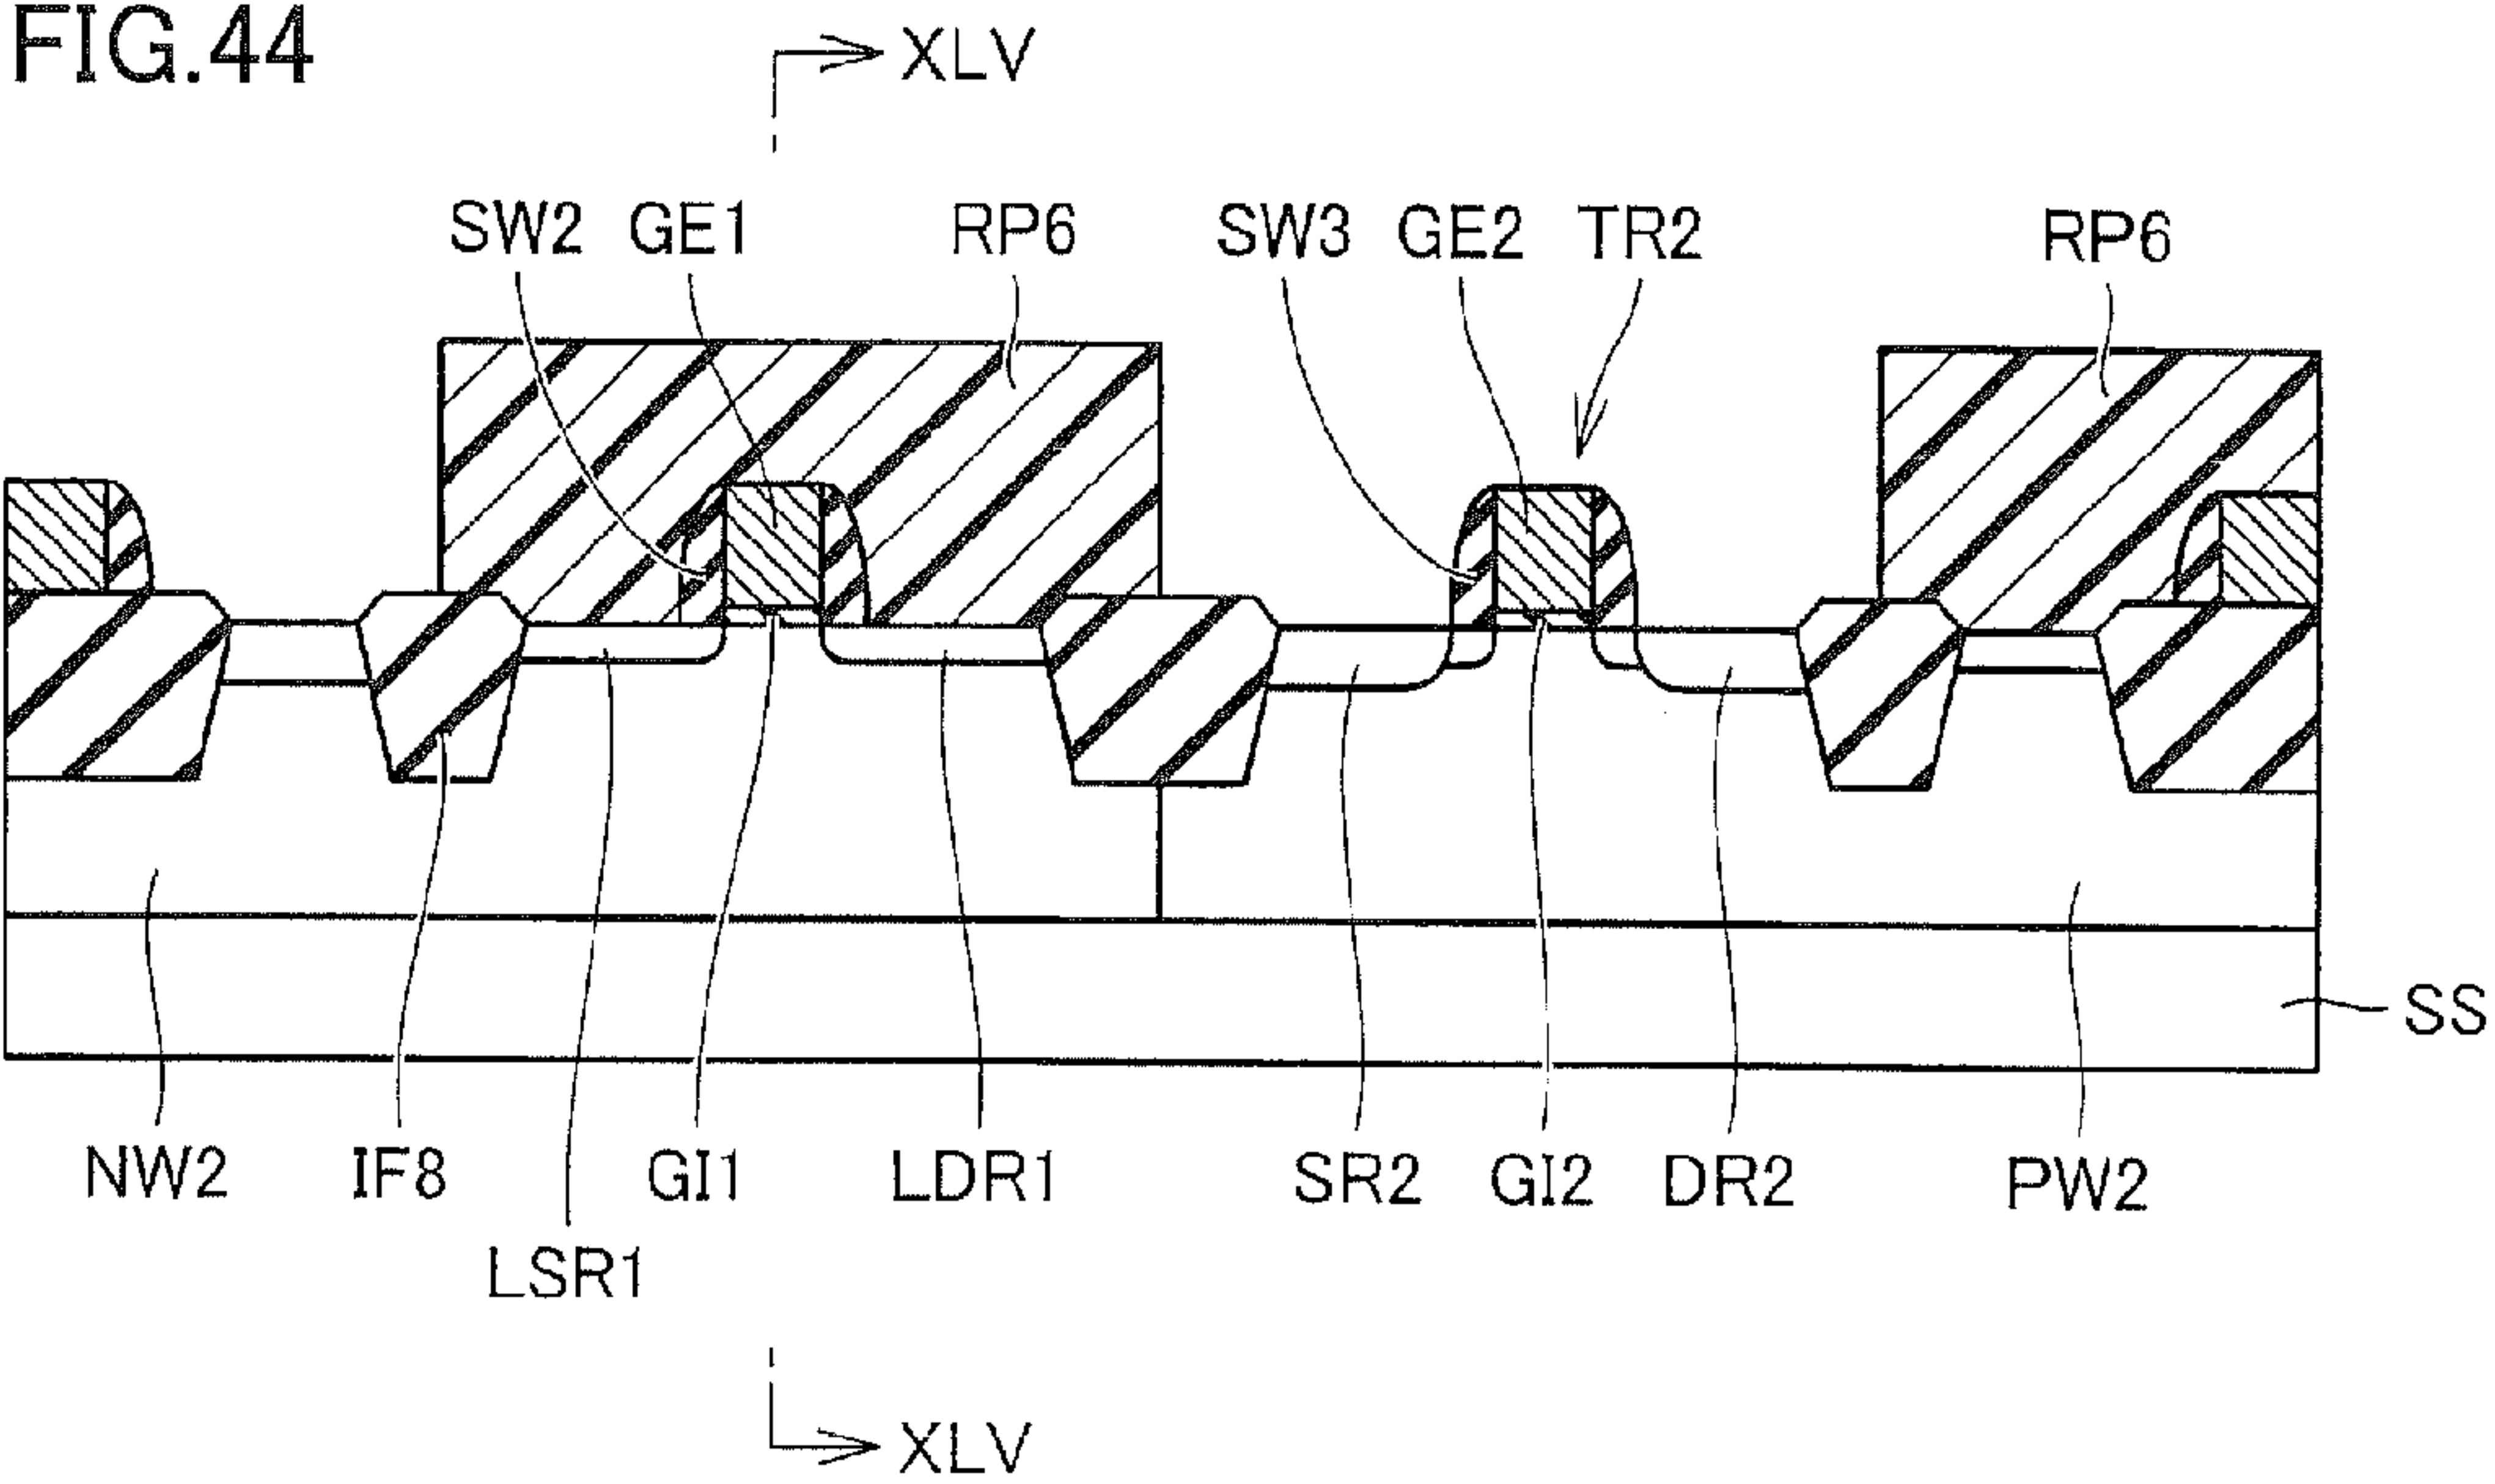 FIG.44
XLV
SW2 GE1 RP6 SW3 GE2 TR2 RP6
SS
NW2 IF8 GI1 LDR1 SR2 GI2 DR2 PW2
LSR1
XLV